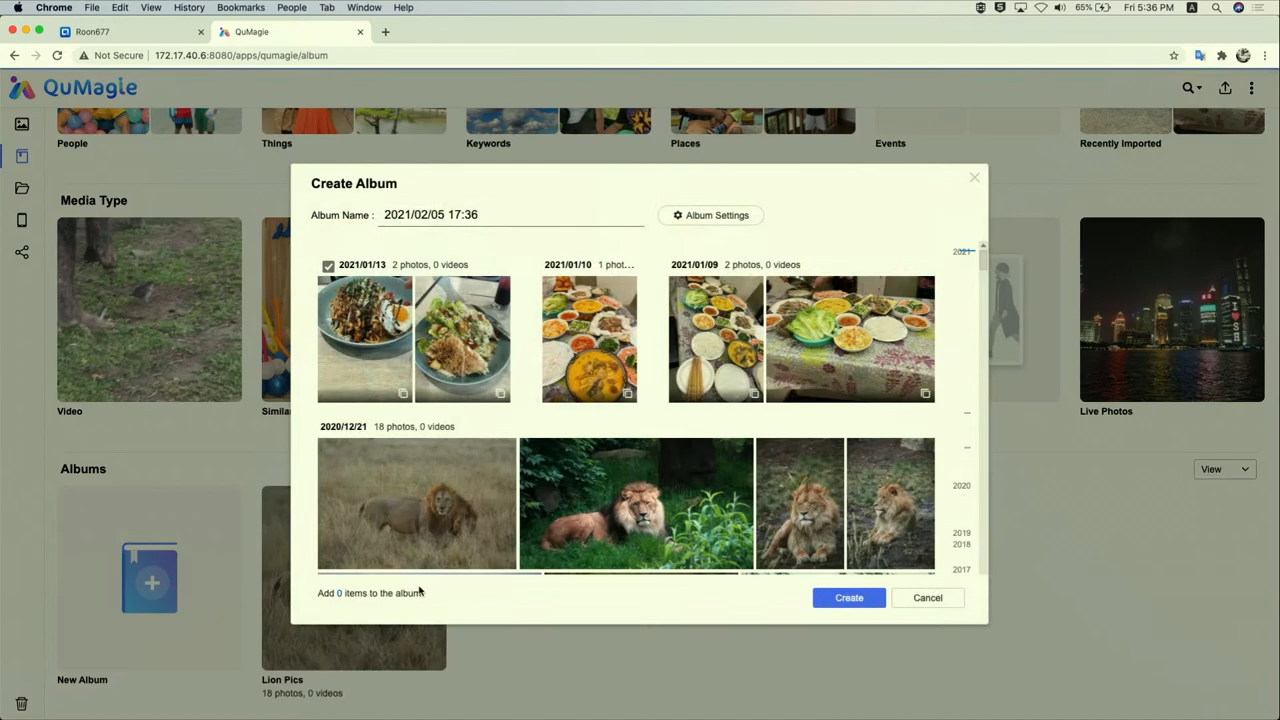 Chrome File Edit View History Bookmarks People Tab Window Help
65% Fri 5:36 PM A
Roon677
QuMagie
Not Secure 172.17.40.6:8080/apps/qumagie/album
QuMagie
People Things Keywords Places Events Recently Imported
Create Album
Album Name : 2021/02/05 17:36
Album Settings
Media Type
2021
2021/01/13 2 photos, 0 videos
2021/01/10 1 phot...
2021/01/09 2 photos, 0 videos
Video
Simila
Live Photos
2020/12/21 18 photos, 0 videos
Albums
View
2020
2019
2018
2017
Add 0 items to the album
Create
Cancel
New Album
Lion Pics
18 photos, 0 videos